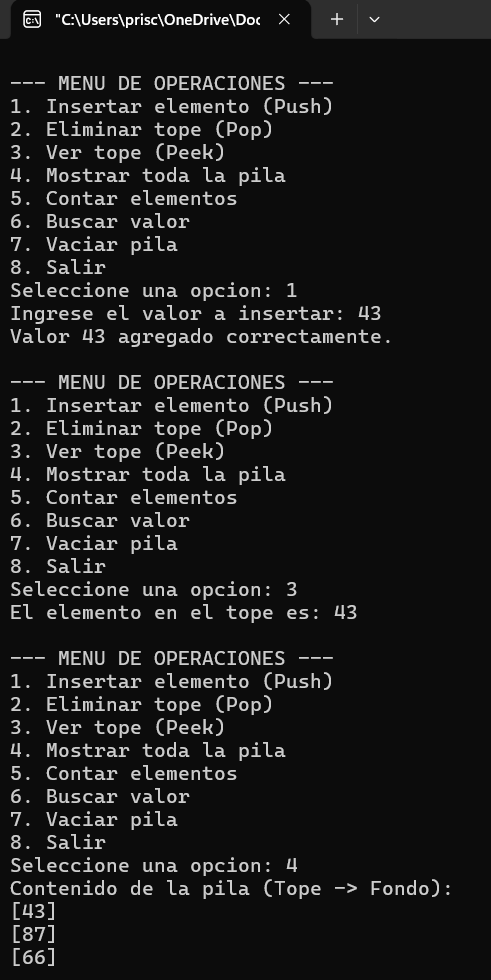 "C:\Users\prisc\OneDrive\Doc
--- MENU DE OPERACIONES ---
1. Insertar elemento (Push)
2. Eliminar tope (Pop)
3. Ver tope (Peek)
4. Mostrar toda la pila
5. Contar elementos
6. Buscar valor
7. Vaciar pila
8. Salir
Seleccione una opcion: 1
Ingrese el valor a insertar: 43
Valor 43 agregado correctamente.
--- MENU DE OPERACIONES ---
1. Insertar elemento (Push)
2. Eliminar tope (Pop)
3. Ver tope (Peek)
4. Mostrar toda la pila
5. Contar elementos
6. Buscar valor
7. Vaciar pila
8. Salir
Seleccione una opcion: 3
El elemento en el tope es: 43
--- MENU DE OPERACIONES ---
1. Insertar elemento (Push)
2. Eliminar tope (Pop)
3. Ver tope (Peek)
4. Mostrar toda la pila
5. Contar elementos
6. Buscar valor
7. Vaciar pila
8. Salir
Seleccione una opcion: 4
Contenido de la pila (Tope -> Fondo):
[43]
[87]
[66]